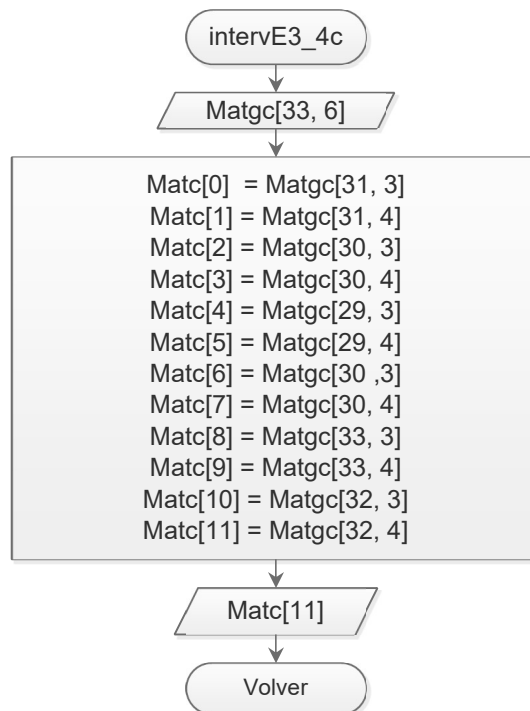 intervE3_4c
Matgc[33, 6]
Matc[0]  = Matgc[31, 3]
Matc[1] = Matgc[31, 4]
Matc[2] = Matgc[30, 3]
Matc[3] = Matgc[30, 4]
Matc[4] = Matgc[29, 3]
Matc[5] = Matgc[29, 4]
Matc[6] = Matgc[30 ,3]
Matc[7] = Matgc[30, 4]
Matc[8] = Matgc[33, 3]
Matc[9] = Matgc[33, 4]
Matc[10] = Matgc[32, 3]
Matc[11] = Matgc[32, 4]
Matc[11]
Volver